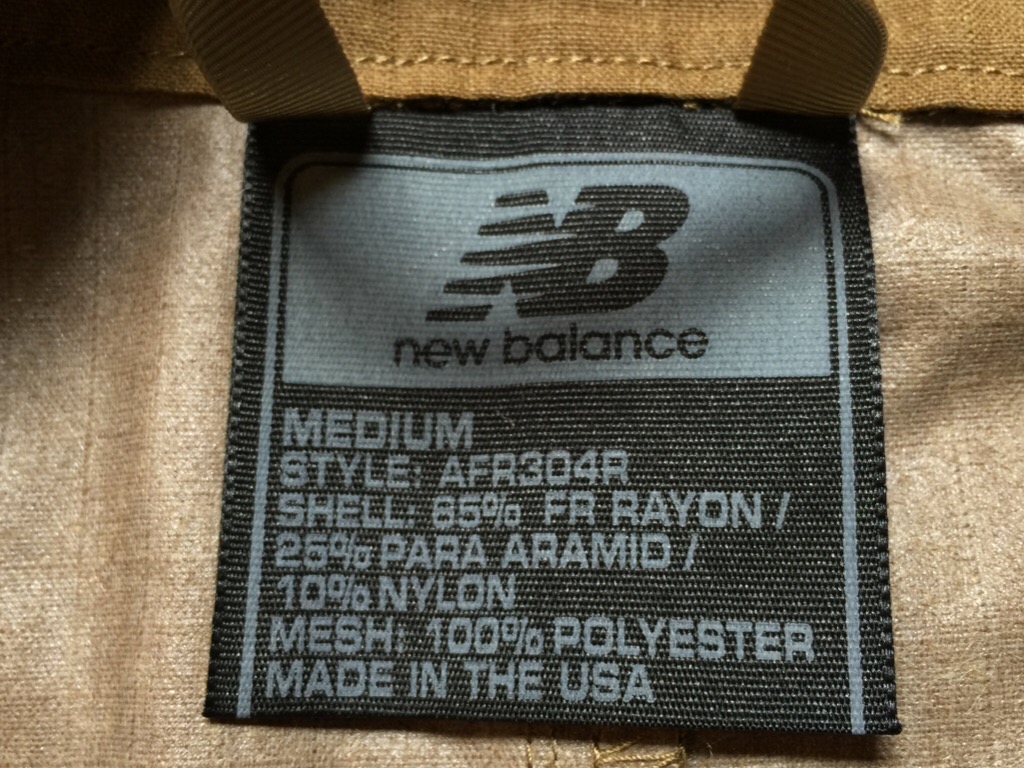 NB
new balance
MEDIUM
STYLE: AFR304R
SHELL: 65% FR RAYON /
25% PARA ARAMID /
10% NYLON
MESH: 100% POLYESTER
MADE IN THE USA